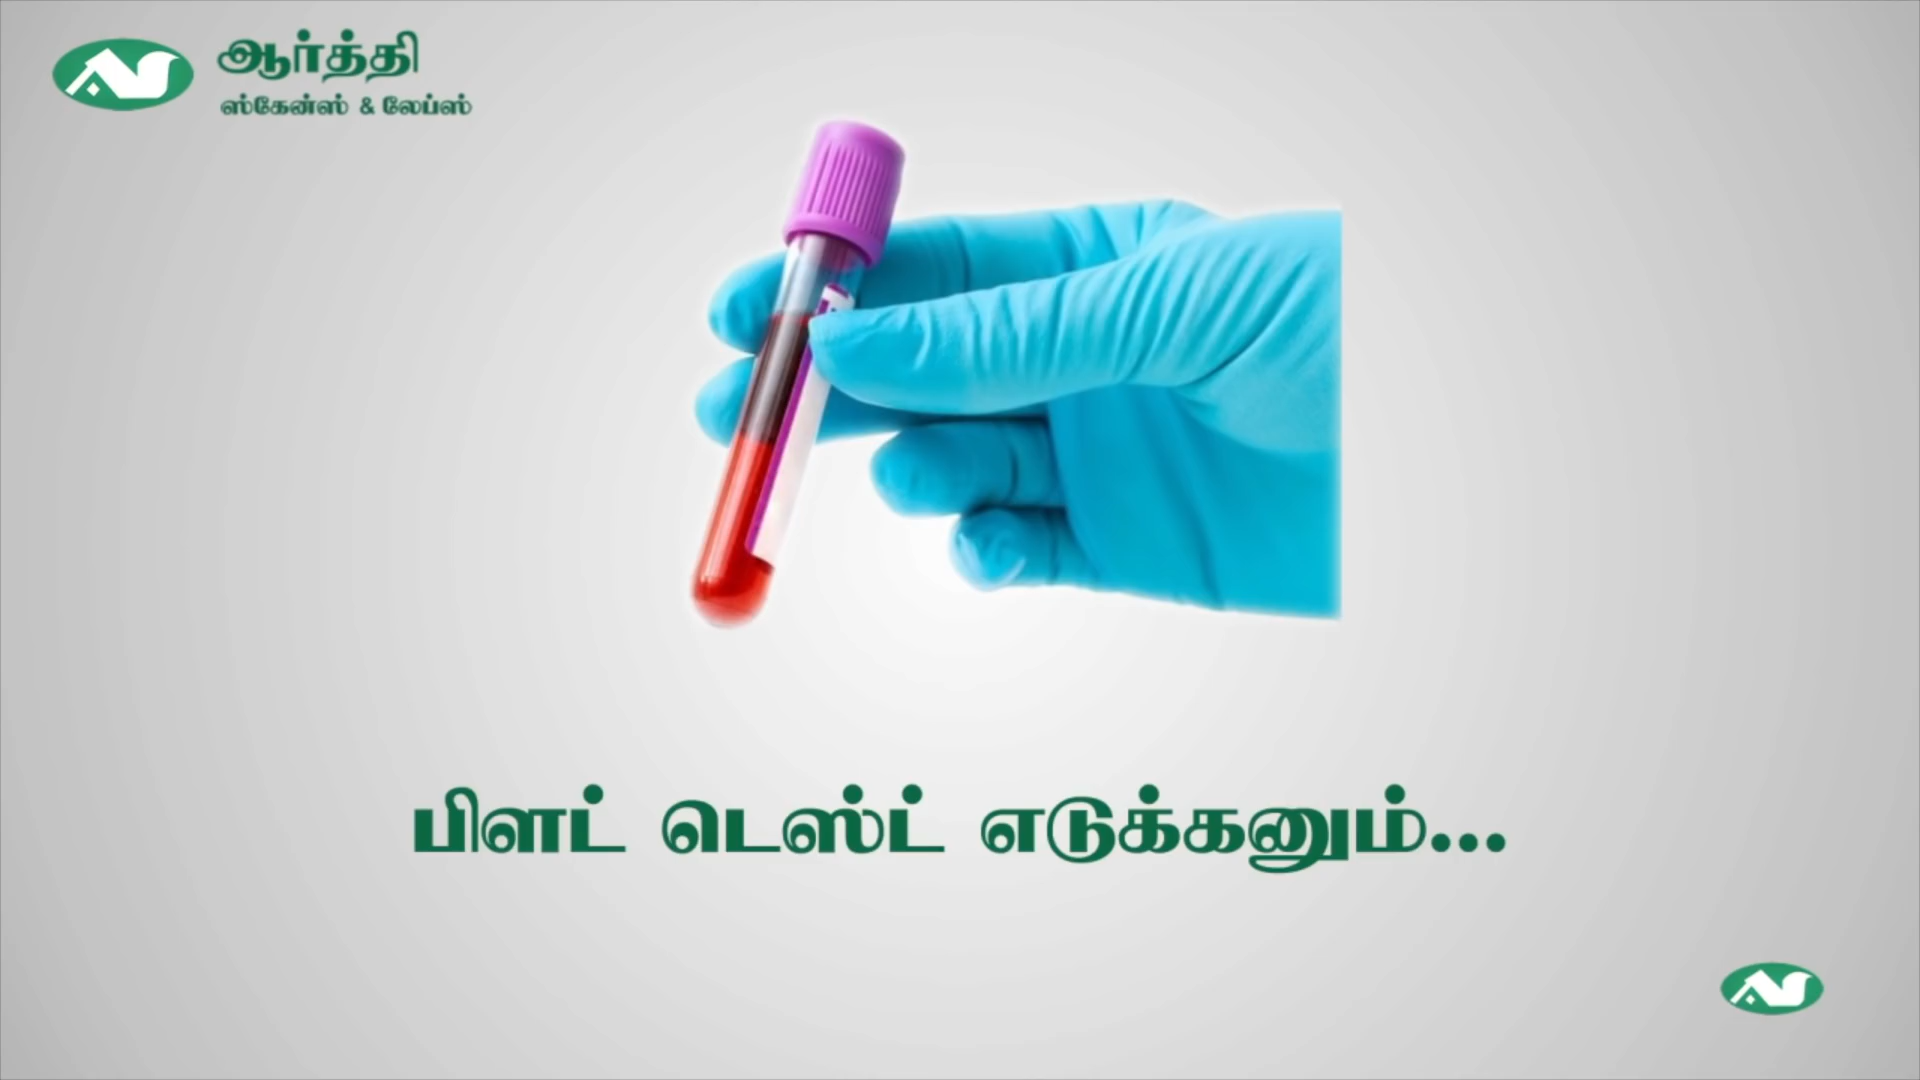 ஆர்த்தி
ஸ்கேன்ஸ் & லேப்ஸ்
பிளட் டெஸ்ட் எடுக்கனும்...